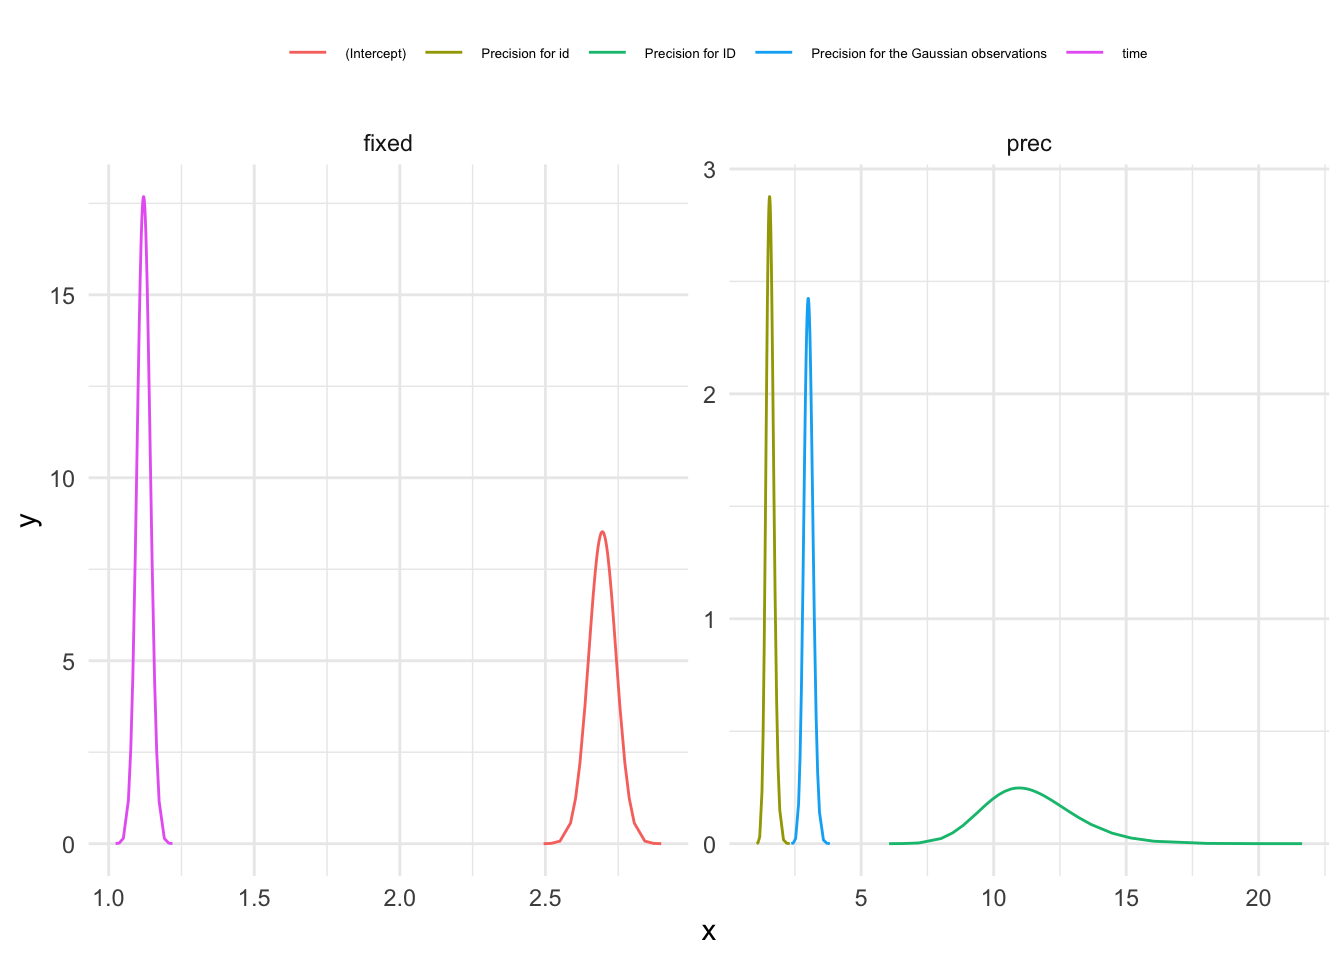 (Intercept) Precision for id Precision for ID Precision for the Gaussian observations time
fixed prec
y
15
10
5
0
3
2
1
0
1.0 1.5 2.0 2.5 5 10 15 20
x